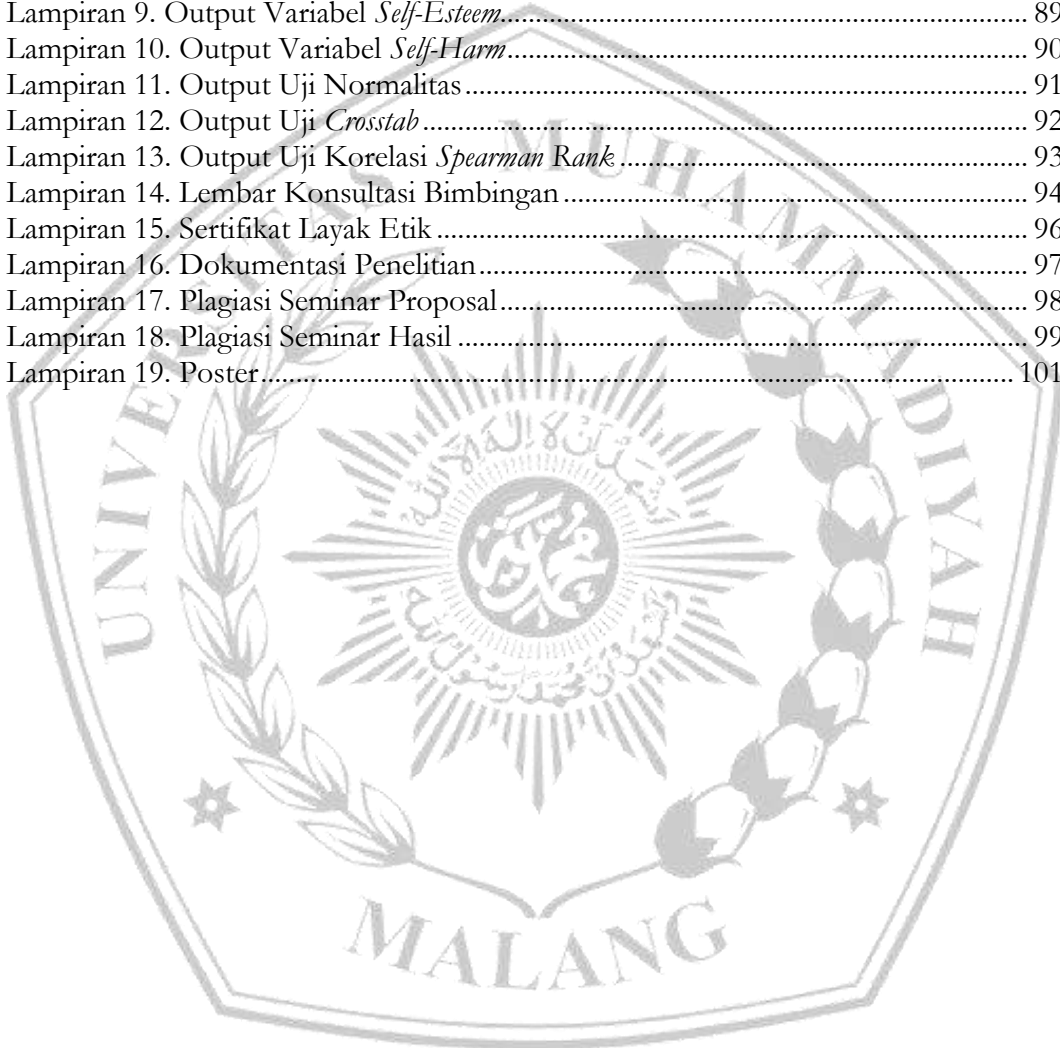 Lampiran 9. Output Variabel Self-Esteem.................................................................................. 89
Lampiran 10. Output Variabel Self-Harm................................................................................. 90
Lampiran 11. Output Uji Normalitas........................................................................................ 91
Lampiran 12. Output Uji Crosstab............................................................................................ 92
Lampiran 13. Output Uji Korelasi Spearman Rank................................................................... 93
Lampiran 14. Lembar Konsultasi Bimbingan............................................................................ 94
Lampiran 15. Sertifikat Layak Etik........................................................................................... 96
Lampiran 16. Dokumentasi Penelitian...................................................................................... 97
Lampiran 17. Plagiasi Seminar Proposal................................................................................... 98
Lampiran 18. Plagiasi Seminar Hasil........................................................................................ 99
Lampiran 19. Poster................................................................................................................. 101
UNIVERSITAS MUHAMMADIYAH
MALANG